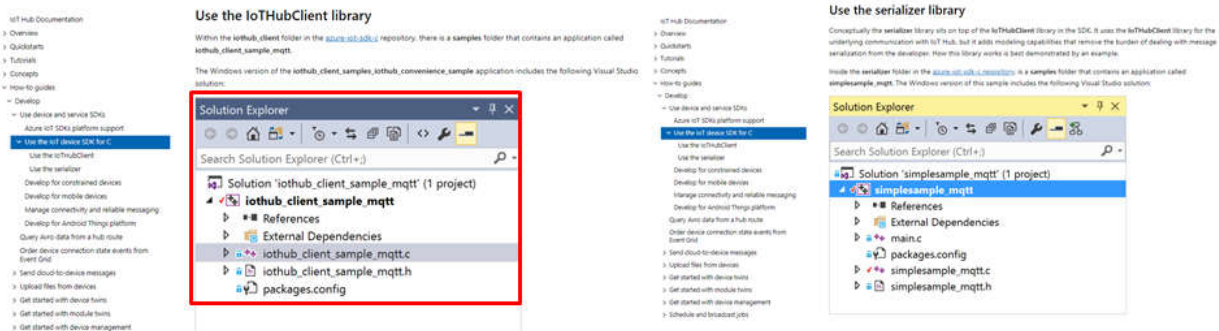 IoT Hub Documentation
> Overview
> Quickstarts
> Tutorials
> Concepts
How-to guides
Develop
Use device and service SDKs
Azure IoT SDKs platform support
Use the IoT device SDK for C
Use the IoTHubClient
Use the serializer
Develop for constrained devices
Develop for mobile devices
Manage connectivity and reliable messaging
Develop for Android Things platform
Query Avro data from a hub route
Order device connection state events from
Event Grid
> Send cloud-to-device messages
> Upload files from devices
> Get started with device twins
> Get started with module twins
> Get started with device management
Use the IoTHubClient library
Within the iothub_client folder in the azure-iot-sdk-c repository, there is a samples folder that contains an application called
iothub_client_sample_mqtt.
The Windows version of the iothub_client_samples_iothub_convenience_sample application includes the following Visual Studio
solution:
Solution Explorer
Search Solution Explorer (Ctrl+;)
Solution 'iothub_client_sample_mqtt' (1 project)
iothub_client_sample_mqtt
References
External Dependencies
iothub_client_sample_mqtt.c
iothub_client_sample_mqtt.h
packages.config
IoT Hub Documentation
> Overview
> Quickstarts
> Tutorials
> Concepts
How-to guides
Develop
Use device and service SDKs
Azure IoT SDKs platform support
Use the IoT device SDK for C
Use the IoTHubClient
Use the serializer
Develop for constrained devices
Develop for mobile devices
Manage connectivity and reliable messaging
Develop for Android Things platform
Query Avro data from a hub route
Order device connection state events from
Event Grid
> Send cloud-to-device messages
> Upload files from devices
> Get started with device twins
> Get started with module twins
> Get started with device management
> Schedule and broadcast jobs
Use the serializer library
Conceptually the serializer library sits on top of the IoTHubClient library in the SDK. It uses the IoTHubClient library for the
underlying communication with IoT Hub, but it adds modeling capabilities that remove the burden of dealing with message
serialization from the developer. How this library works is best demonstrated by an example.
Inside the serializer folder in the azure-iot-sdk-c repository, is a samples folder that contains an application called
simplesample_mqtt. The Windows version of this sample includes the following Visual Studio solution:
Solution Explorer
Search Solution Explorer (Ctrl+;)
Solution 'simplesample_mqtt' (1 project)
simplesample_mqtt
References
External Dependencies
main.c
packages.config
simplesample_mqtt.c
simplesample_mqtt.h